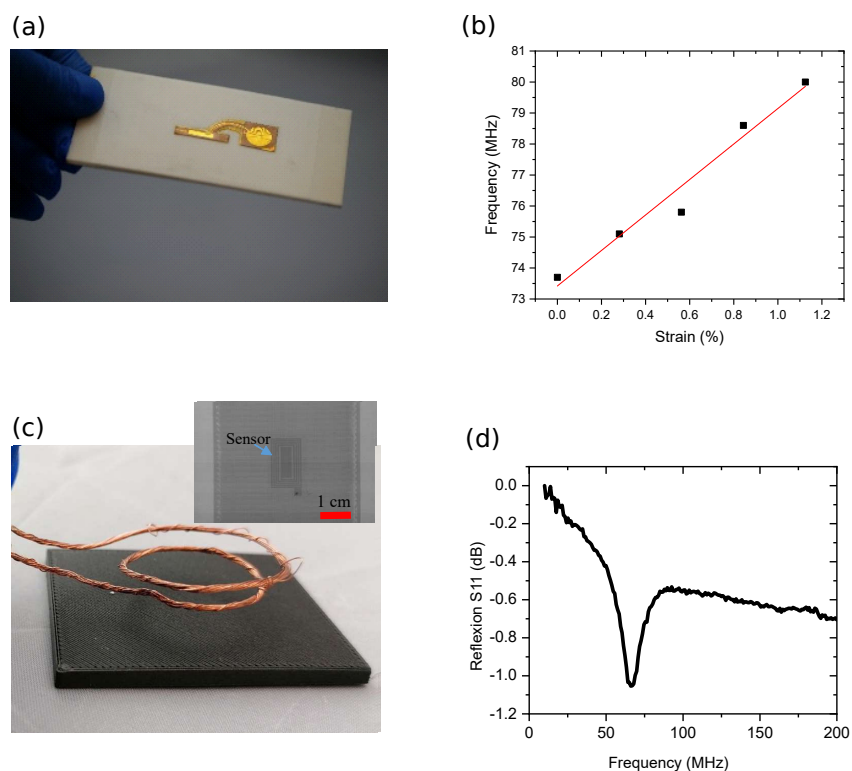 (a)
(b)
81
80
79
78
77
76
75
74
73
Frequency (MHz)
0.0 0.2 0.4 0.6 0.8 1.0 1.2
Strain (%)
(c)
Sensor
1 cm
(d)
0.0
-0.2
-0.4
-0.6
-0.8
-1.0
-1.2
Reflexion S11 (dB)
0 50 100 150 200
Frequency (MHz)